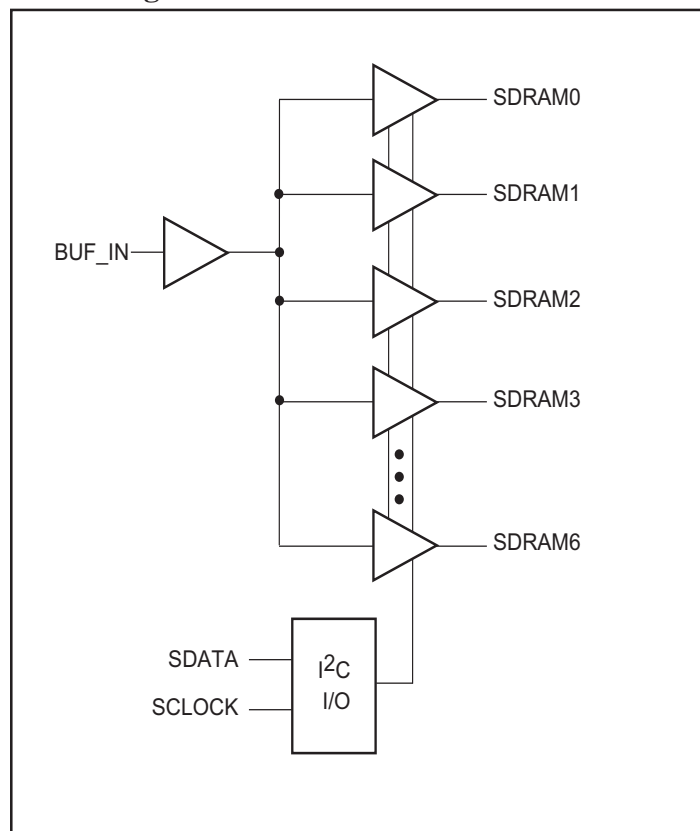 SDRAM0
SDRAM1
BUF_IN
SDRAM2
SDRAM3
SDRAM6
SDATA
I²C
SCLOCK
I/O